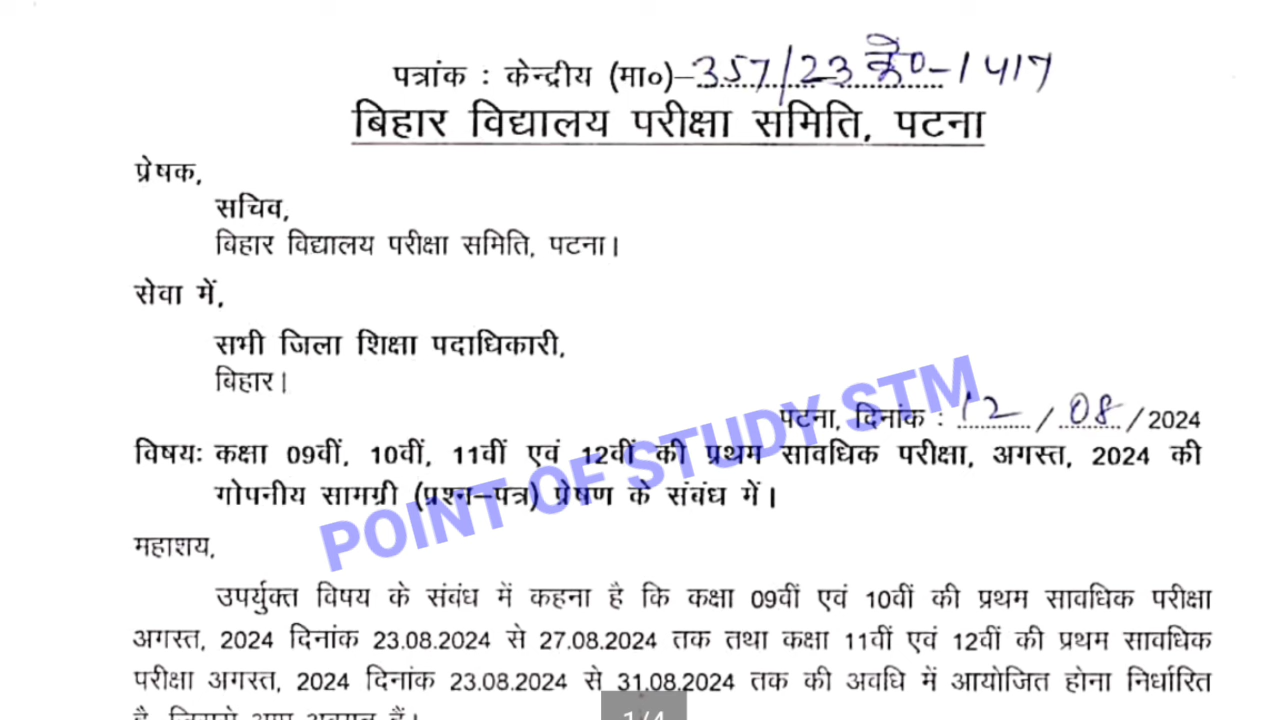 पत्रांक : केन्द्रीय (मा०)–357/23 के०-1417
बिहार विद्यालय परीक्षा समिति, पटना
प्रेषक,
सचिव,
बिहार विद्यालय परीक्षा समिति, पटना।
सेवा में,
सभी जिला शिक्षा पदाधिकारी,
बिहार।
पटना, दिनांक : 12/08/2024
विषयः कक्षा 09वीं, 10वीं, 11वीं एवं 12वीं की प्रथम सावधिक परीक्षा, अगस्त, 2024 की
गोपनीय सामग्री (प्रश्न–पत्र) प्रेषण के संबंध में।
POINT OF STUDY STM
महाशय,
उपर्युक्त विषय के संबंध में कहना है कि कक्षा 09वीं एवं 10वीं की प्रथम सावधिक परीक्षा
अगस्त, 2024 दिनांक 23.08.2024 से 27.08.2024 तक तथा कक्षा 11वीं एवं 12वीं की प्रथम सावधिक
परीक्षा अगस्त, 2024 दिनांक 23.08.2024 से 31.08.2024 तक की अवधि में आयोजित होना निर्धारित
है, जिससे आप अवगत हैं।
1/4